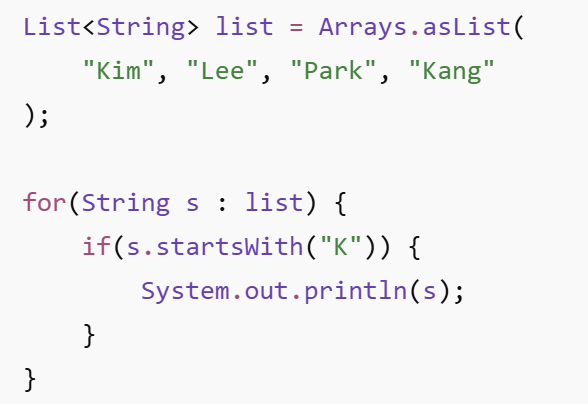 List<String> list = Arrays.asList(
    "Kim", "Lee", "Park", "Kang"
);

for(String s : list) {
    if(s.startsWith("K")) {
        System.out.println(s);
    }
}